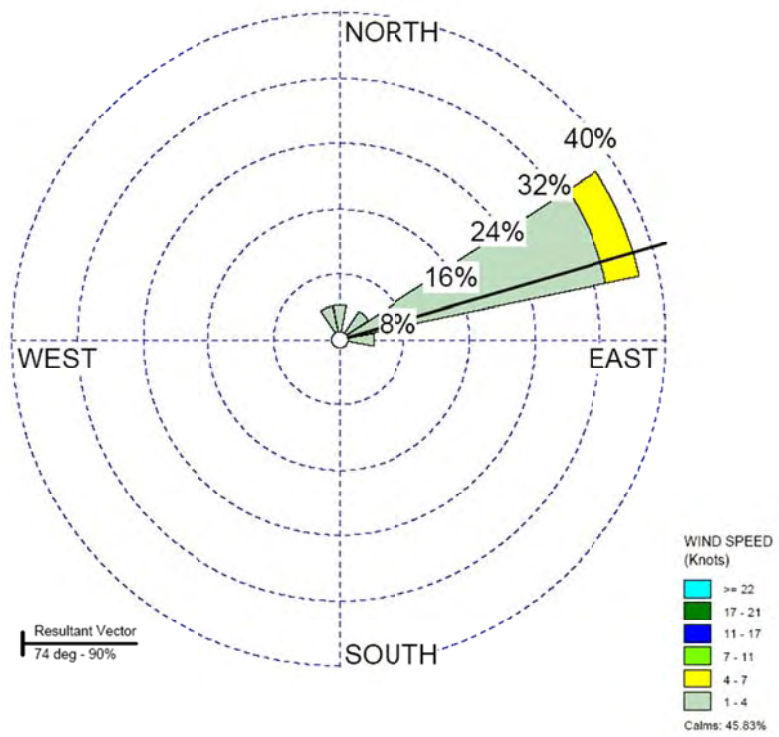 NORTH
40%
32%
24%
16%
8%
WEST
EAST
SOUTH
Resultant Vector
74 deg - 90%
WIND SPEED
(Knots)
>= 22
17 - 21
11 - 17
7 - 11
4 - 7
1 - 4
Calms: 45.83%